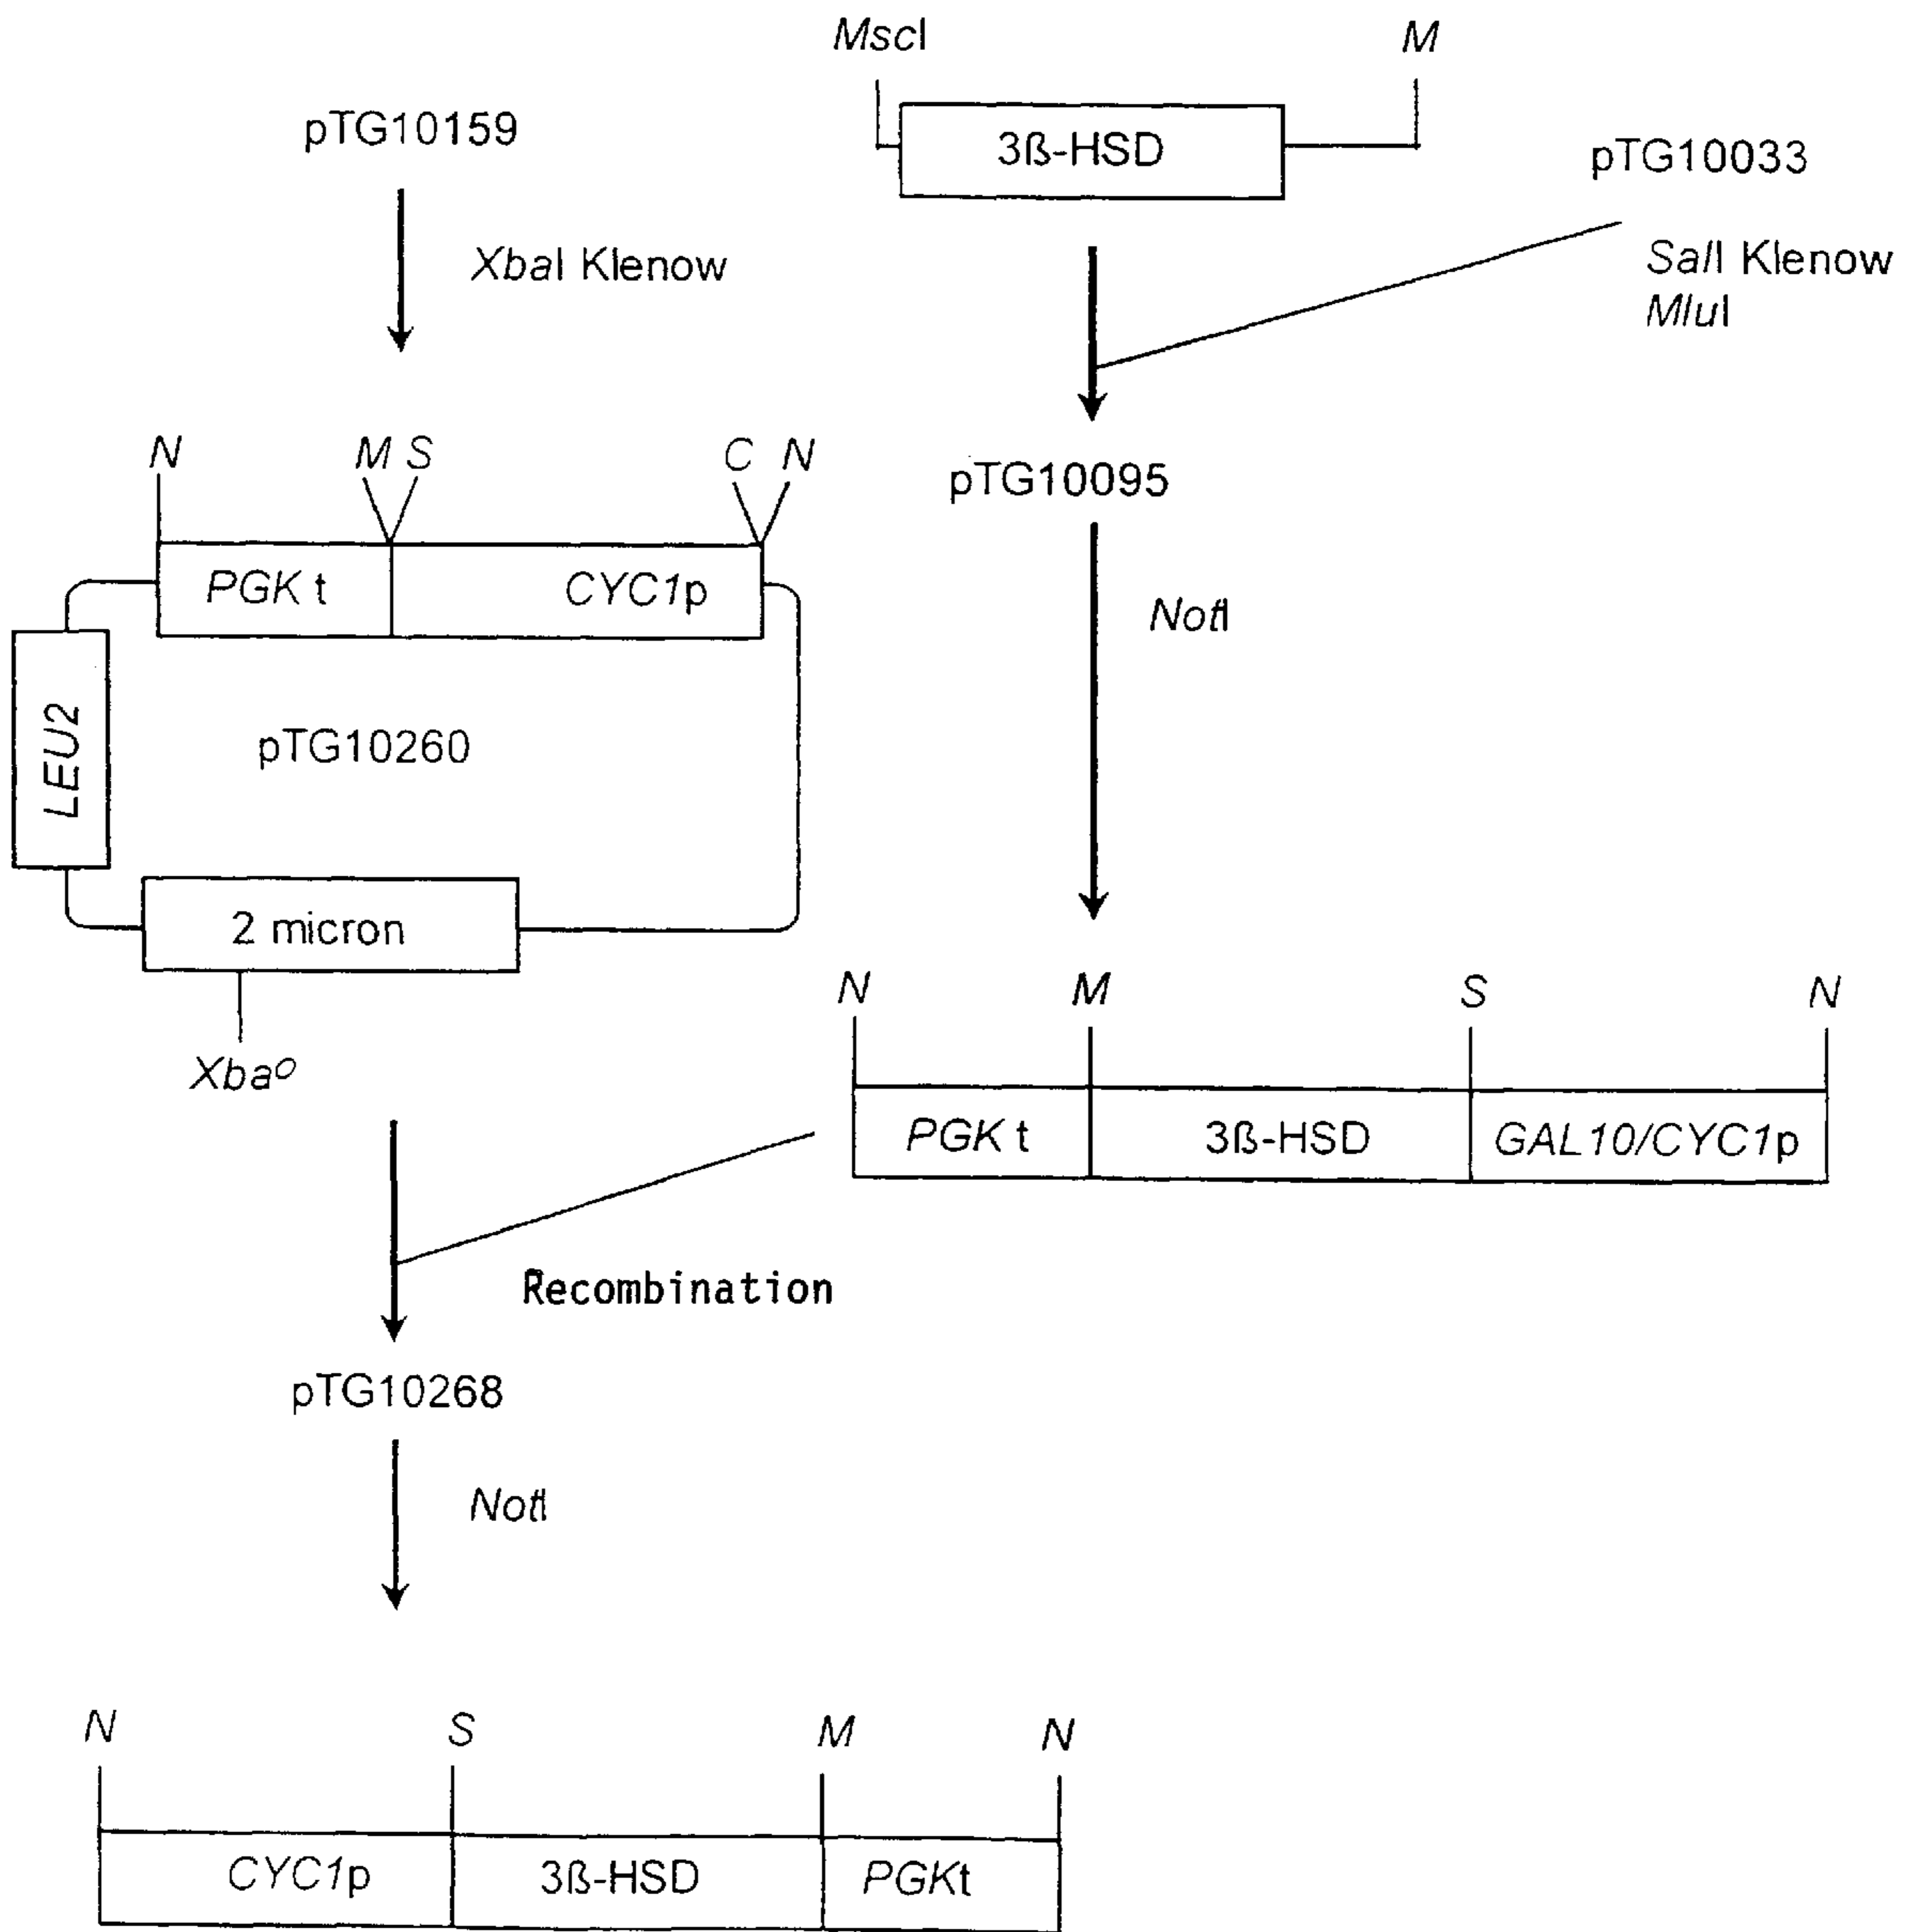 MscI
M
pTG10159
3ß-HSD
pTG10033
XbaI Klenow
SalI Klenow
MluI
N
M S
C N
pTG10095
PGK t
CYC1p
NotI
LEU2
pTG10260
2 micron
Xba⁰
N
M
S
N
PGK t
3ß-HSD
GAL10/CYC1p
Recombination
pTG10268
NotI
N
S
M
N
CYC1p
3ß-HSD
PGKt